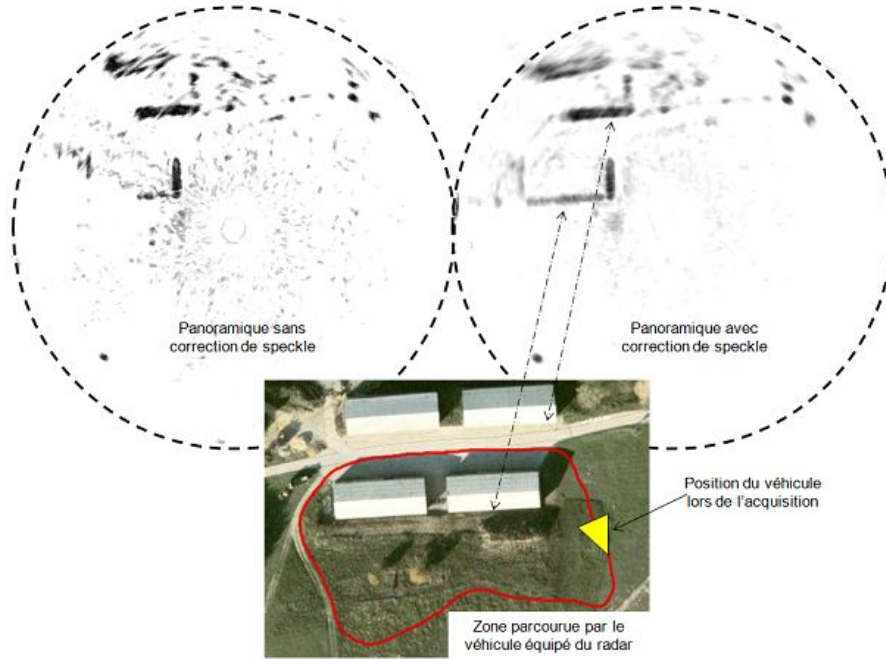 Panoramique sans
correction de speckle
Panoramique avec
correction de speckle
Position du véhicule
lors de l'acquisition
Zone parcourue par le
véhicule équipé du radar